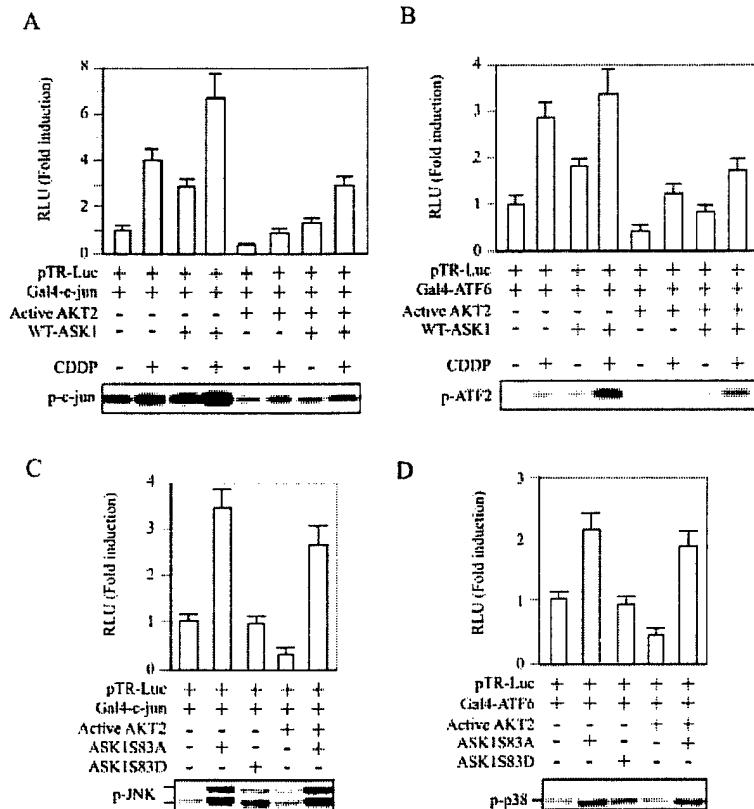 A
RLU (Fold induction)
8
6
4
2
0
pTR-Luc + + + + + + + +
Gal4-c-jun + + + + + + + +
Active AKT2 - - - - + + + +
WT-ASK1 - - + + - - + +
CDDP - + - + - + - +
p-c-jun
B
RLU (Fold induction)
4
3
2
1
0
pTR-Luc + + + + + + + +
Gal4-ATF6 + + + + + + + +
Active AKT2 - - - - + + + +
WT-ASK1 - - + + - - + +
CDDP - + - + - + - +
p-ATF2
C
RLU (Fold induction)
4
3
2
1
0
pTR-Luc + + + + +
Gal4-c-jun + + + + +
Active AKT2 - - - + +
ASK1S83A - + - - +
ASK1S83D - - + - -
p-JNK
D
RLU (Fold induction)
2
1
0
pTR-Luc + + + + +
Gal4-ATF6 + + + + +
Active AKT2 - - - + +
ASK1S83A - + - - +
ASK1S83D - - + - -
p-p38